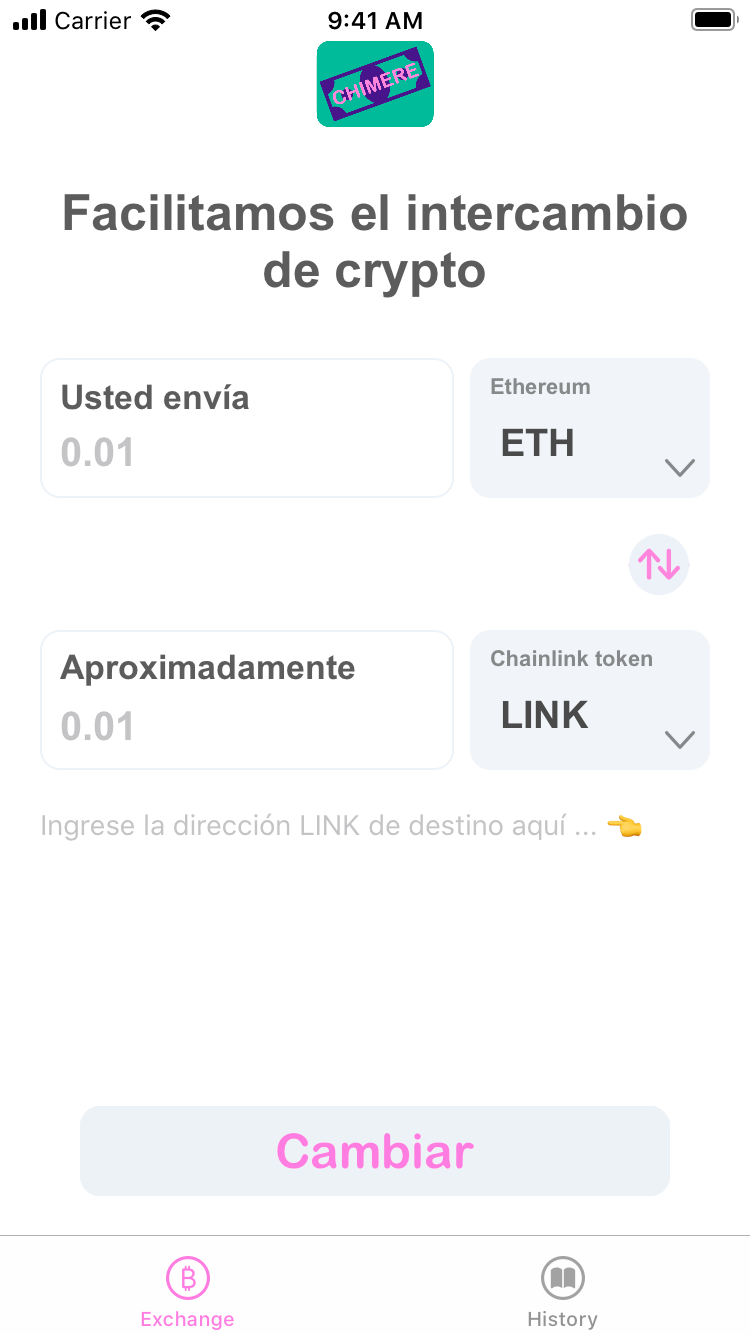 Carrier 9:41 AM
CHIMERE
Facilitamos el intercambio
de crypto
Usted envía
0.01
Ethereum
ETH
Aproximadamente
0.01
Chainlink token
LINK
Ingrese la dirección LINK de destino aquí ... 👈
Cambiar
Exchange
History